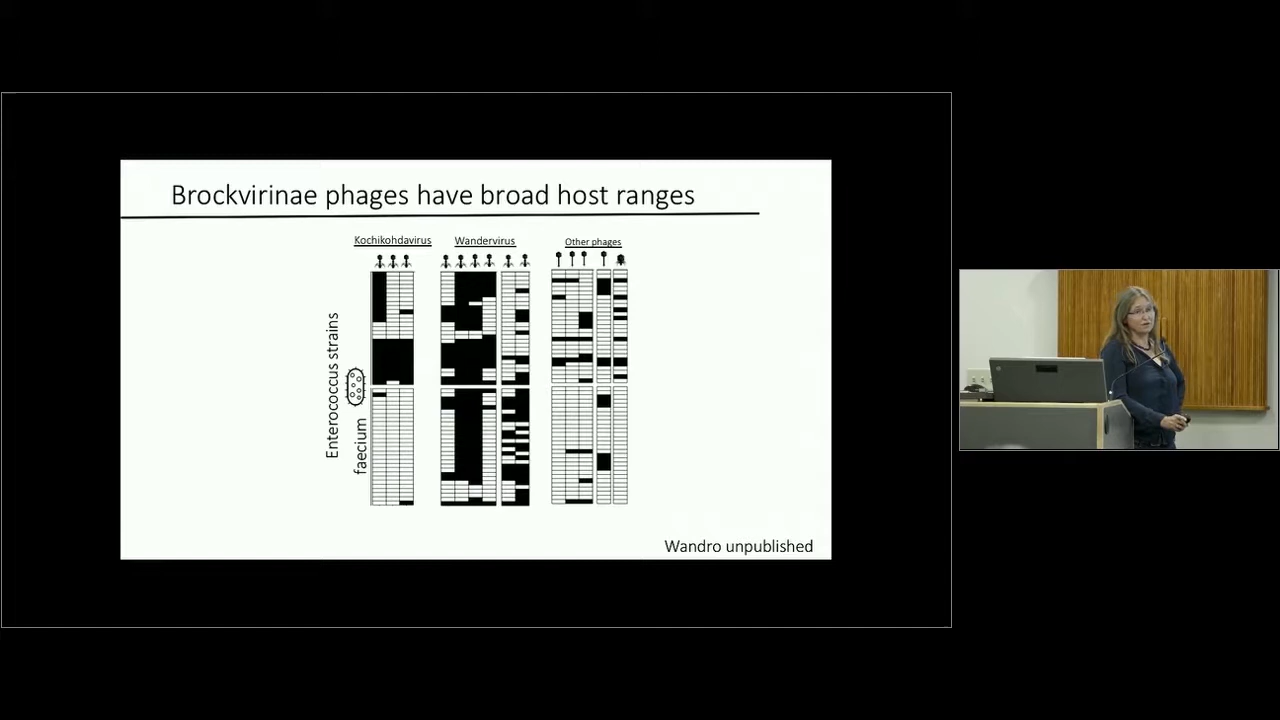 Brockvirinae phages have broad host ranges
Kochikohdavirus
Wandervirus
Other phages
Enterococcus strains
faecium
Wandro unpublished